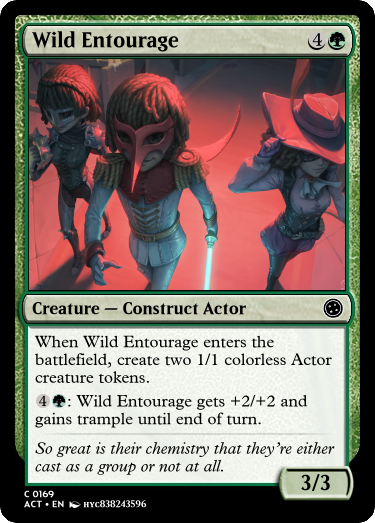 Wild Entourage 4
Creature — Construct Actor
When Wild Entourage enters the
battlefield, create two 1/1 colorless Actor
creature tokens.
4 : Wild Entourage gets +2/+2 and
gains trample until end of turn.
So great is their chemistry that they're either
cast as a group or not at all.
3/3
C 0169
ACT • EN HYC838243596